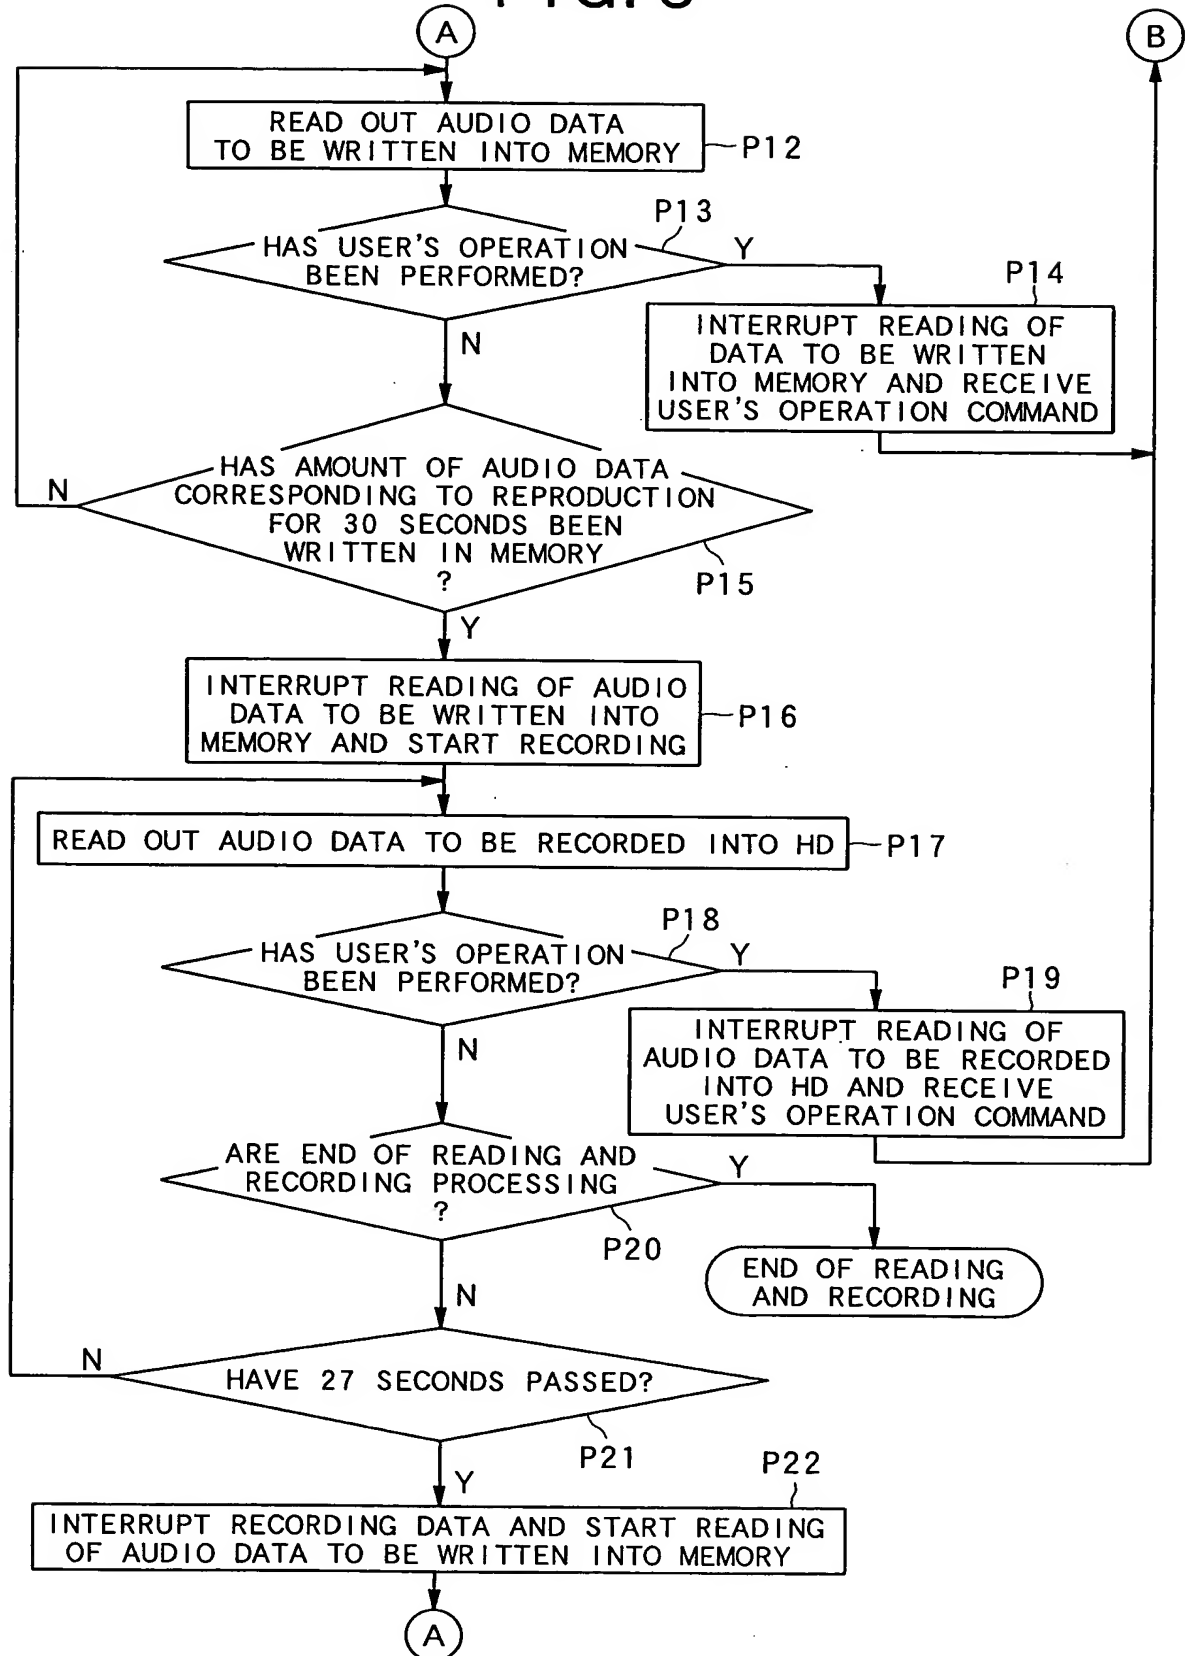 A
B
READ OUT AUDIO DATA
TO BE WRITTEN INTO MEMORY
P12
P13
HAS USER'S OPERATION
BEEN PERFORMED?
Y
N
P14
INTERRUPT READING OF
DATA TO BE WRITTEN
INTO MEMORY AND RECEIVE
USER'S OPERATION COMMAND
HAS AMOUNT OF AUDIO DATA
CORRESPONDING TO REPRODUCTION
FOR 30 SECONDS BEEN
WRITTEN IN MEMORY
?
N
P15
Y
INTERRUPT READING OF AUDIO
DATA TO BE WRITTEN INTO
MEMORY AND START RECORDING
P16
READ OUT AUDIO DATA TO BE RECORDED INTO HD
P17
P18
HAS USER'S OPERATION
BEEN PERFORMED?
Y
N
P19
INTERRUPT READING OF
AUDIO DATA TO BE RECORDED
INTO HD AND RECEIVE
USER'S OPERATION COMMAND
ARE END OF READING AND
RECORDING PROCESSING
?
Y
P20
END OF READING
AND RECORDING
N
HAVE 27 SECONDS PASSED?
N
P21
Y
P22
INTERRUPT RECORDING DATA AND START READING
OF AUDIO DATA TO BE WRITTEN INTO MEMORY
A